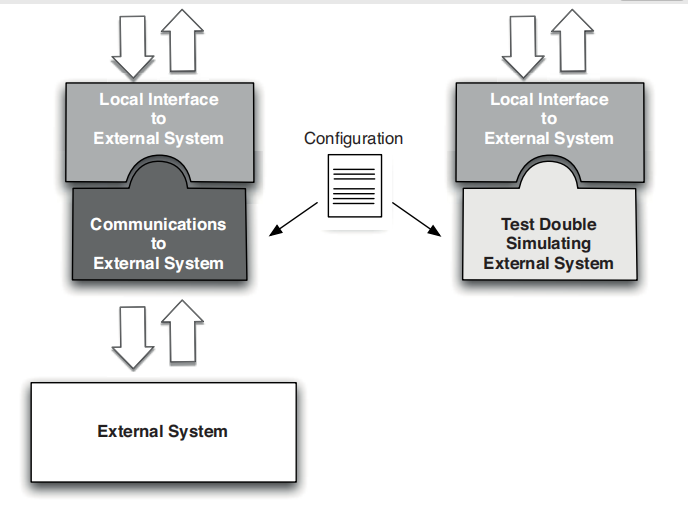 Local Interface
to
External System
Communications
to
External System
External System
Configuration
Local Interface
to
External System
Test Double
Simulating
External System